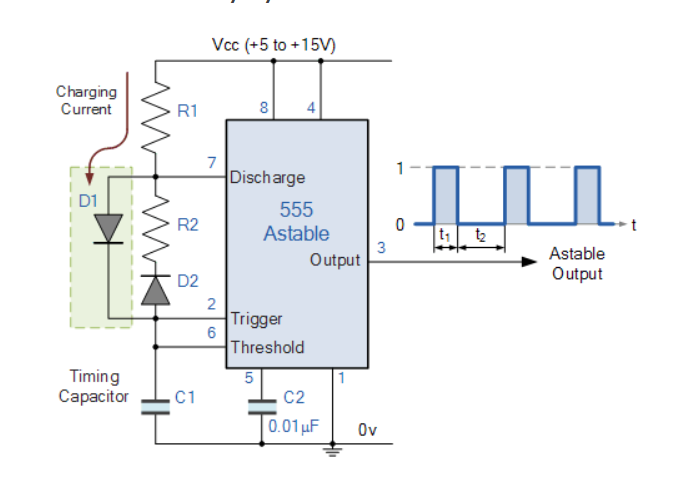 Vcc (+5 to +15V)
Charging
Current
R1
8
4
7
Discharge
D1
R2
555
Astable
Output
3
D2
2
Trigger
6
Threshold
1
0
t₁
t₂
t
Astable
Output
Timing
Capacitor
C1
5
C2
0.01µF
1
0v